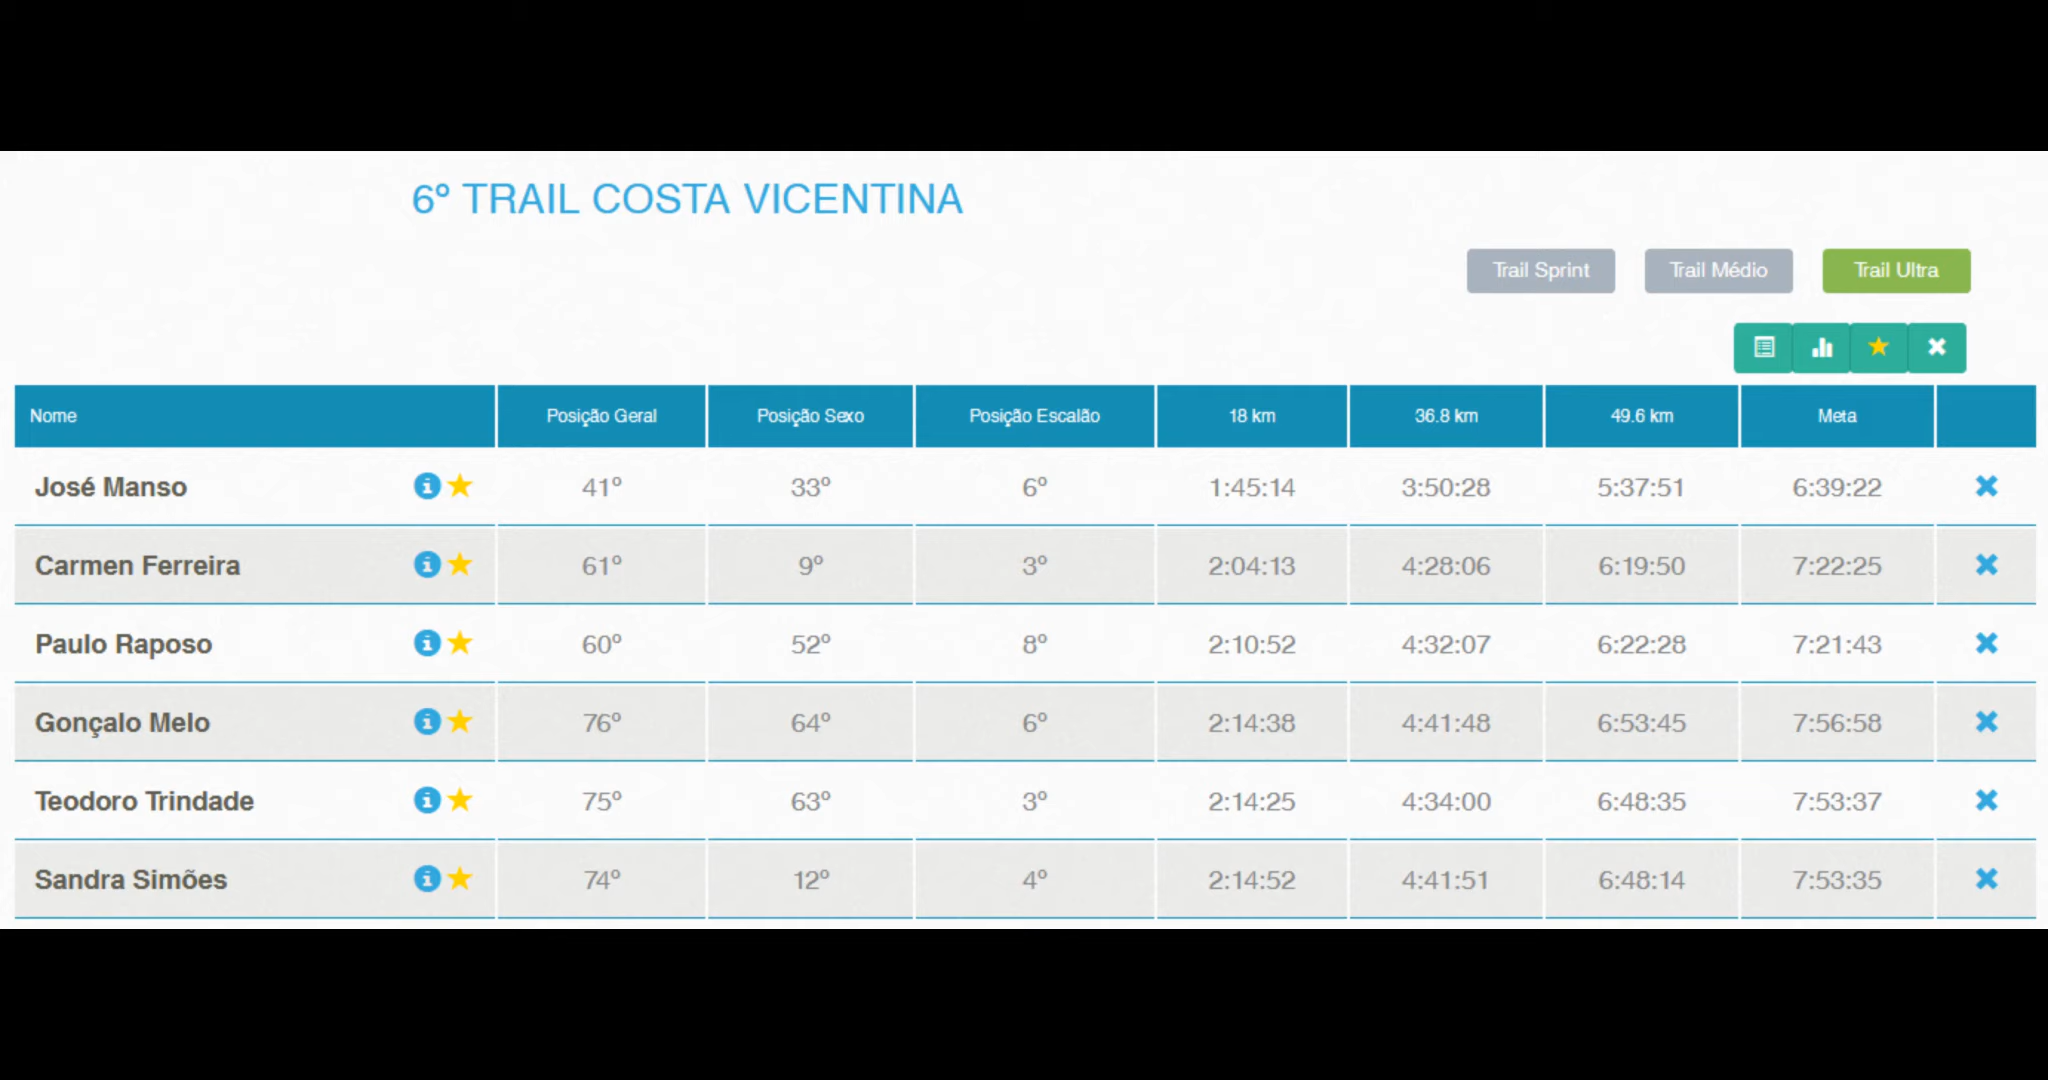 6º TRAIL COSTA VICENTINA
Trail Sprint Trail Médio Trail Ultra
Nome Posição Geral Posição Sexo Posição Escalão 18 km 36.8 km 49.6 km Meta
José Manso 41º 33º 6º 1:45:14 3:50:28 5:37:51 6:39:22
Carmen Ferreira 61º 9º 3º 2:04:13 4:28:06 6:19:50 7:22:25
Paulo Raposo 60º 52º 8º 2:10:52 4:32:07 6:22:28 7:21:43
Gonçalo Melo 76º 64º 6º 2:14:38 4:41:48 6:53:45 7:56:58
Teodoro Trindade 75º 63º 3º 2:14:25 4:34:00 6:48:35 7:53:37
Sandra Simões 74º 12º 4º 2:14:52 4:41:51 6:48:14 7:53:35